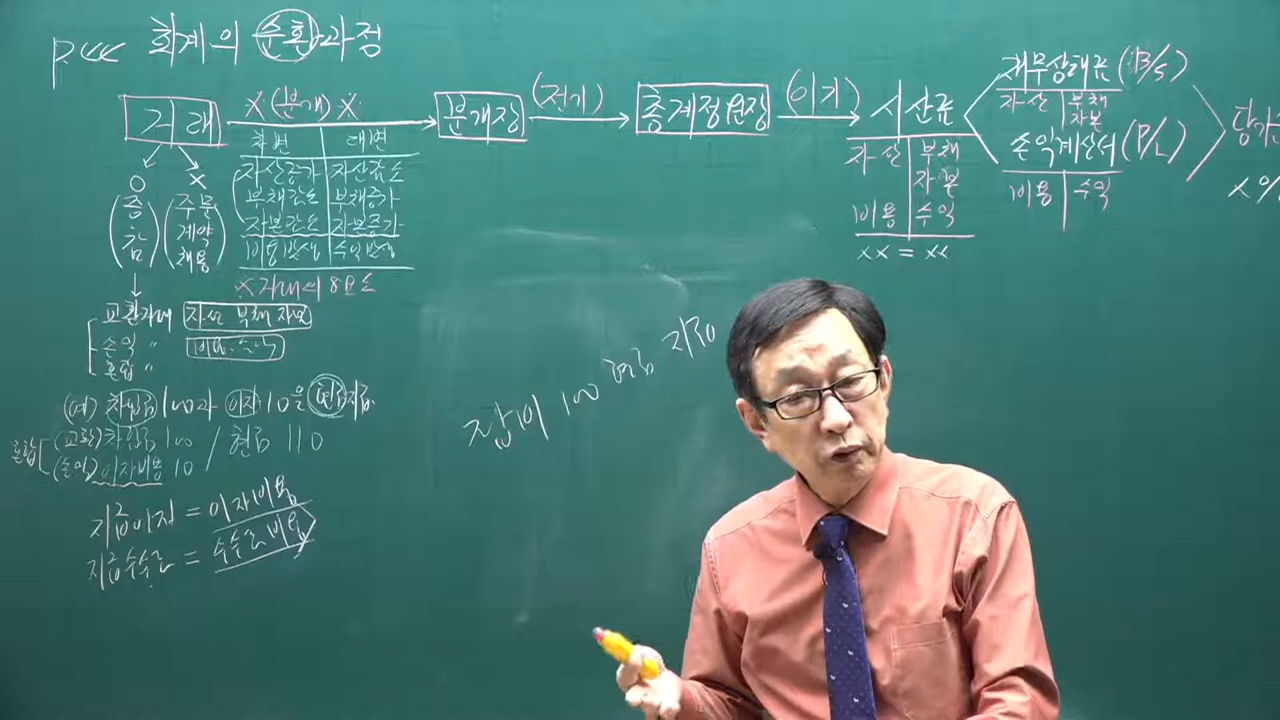 P.<<< 회계의 순환과정
거래 ※(분개)※ 분개장 (전기) 총계정원장 (이기) 시산표
재무상태표 (B/S)
자산 부채
자본
손익계산서 (P/L)
비용 수익
차변 대변
자산증가 자산감소
부채감소 부채증가
자본감소 자본증가
비용발생 수익발생
※거래의 8요소
자산 부채
자본
비용 수익
×× = ××
○ ×
(증감) (주문 계약 채용)
교환거래 자산 부채 자본
손익 〃
혼합 〃
(예) 차입금 100과 이자 10을 현금지급
혼합 (교환) 차입금 100 / 현금 110
(손익) 이자비용 10
지급이자 = 이자비용
지급수수료 = 수수료비용
잡비 100 현금 지급